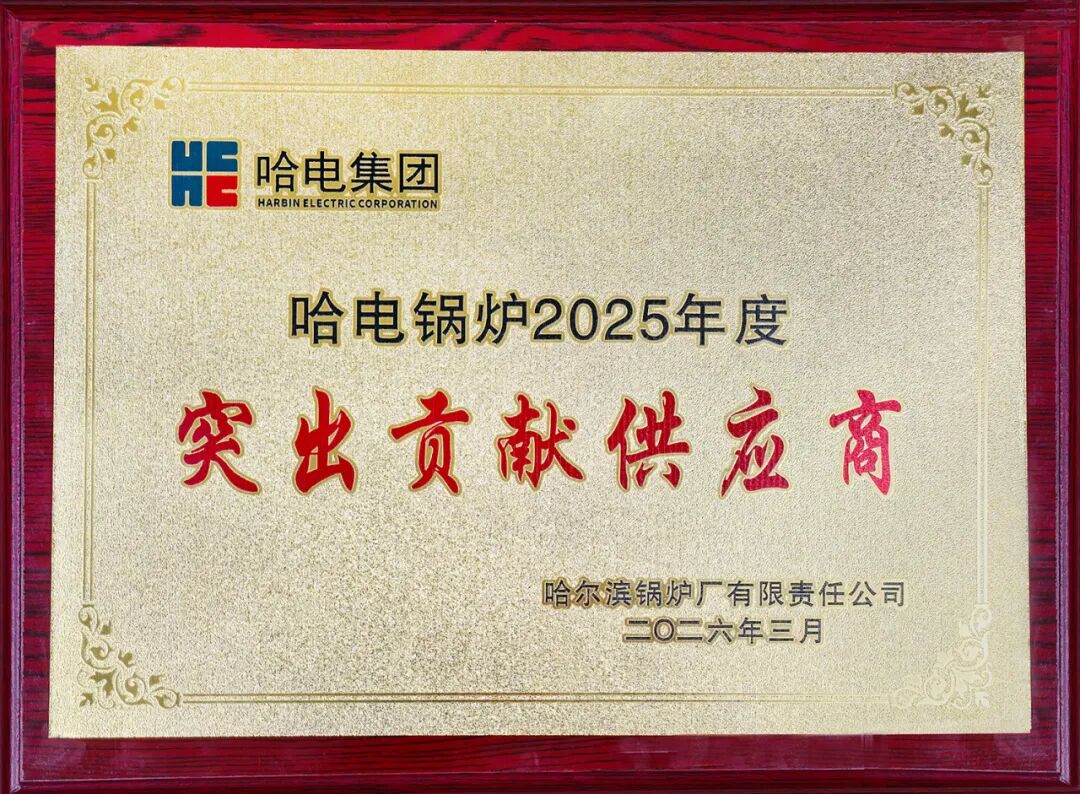 哈电集团
HARBIN ELECTRIC CORPORATION
哈电锅炉2025年度
突出贡献供应商
哈尔滨锅炉厂有限责任公司
二〇二六年三月